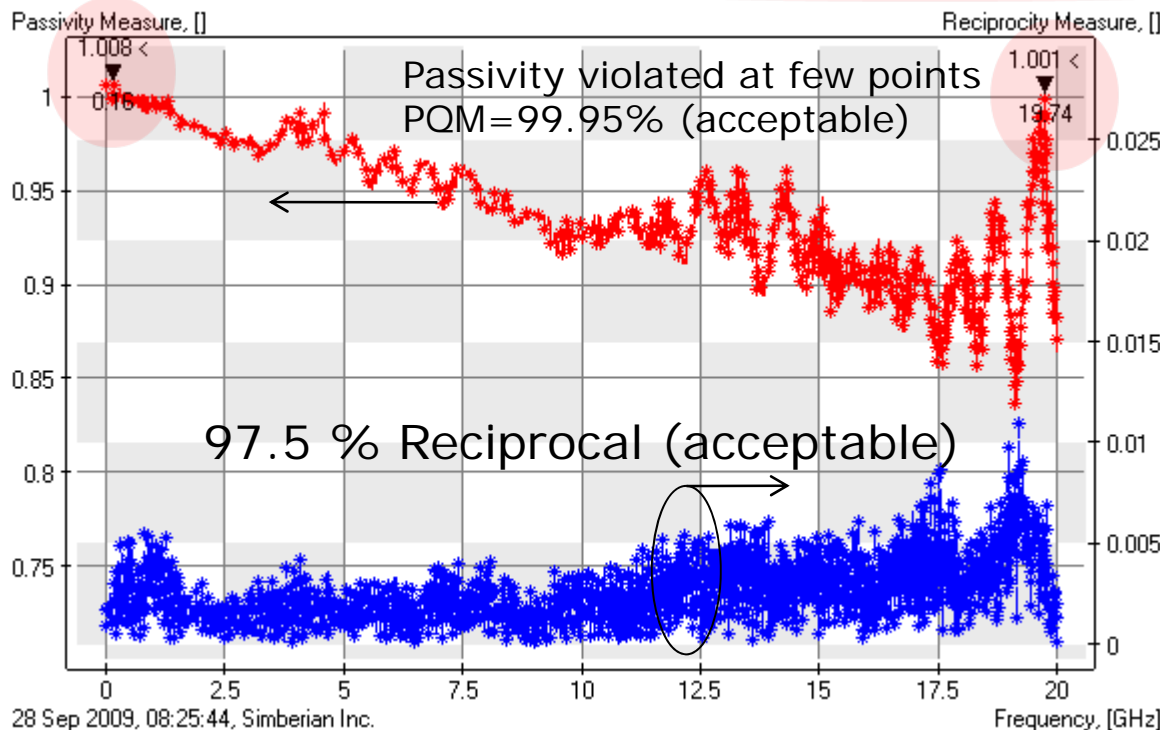 Passivity Measure, []
Reciprocity Measure, []
1.008 <
0.16
1.001 <
19.74
Passivity violated at few points
PQM=99.95% (acceptable)
97.5 % Reciprocal (acceptable)
1
0.95
0.9
0.85
0.8
0.75
0.025
0.02
0.015
0.01
0.005
0
0 2.5 5 7.5 10 12.5 15 17.5 20
28 Sep 2009, 08:25:44, Simberian Inc.
Frequency, [GHz]